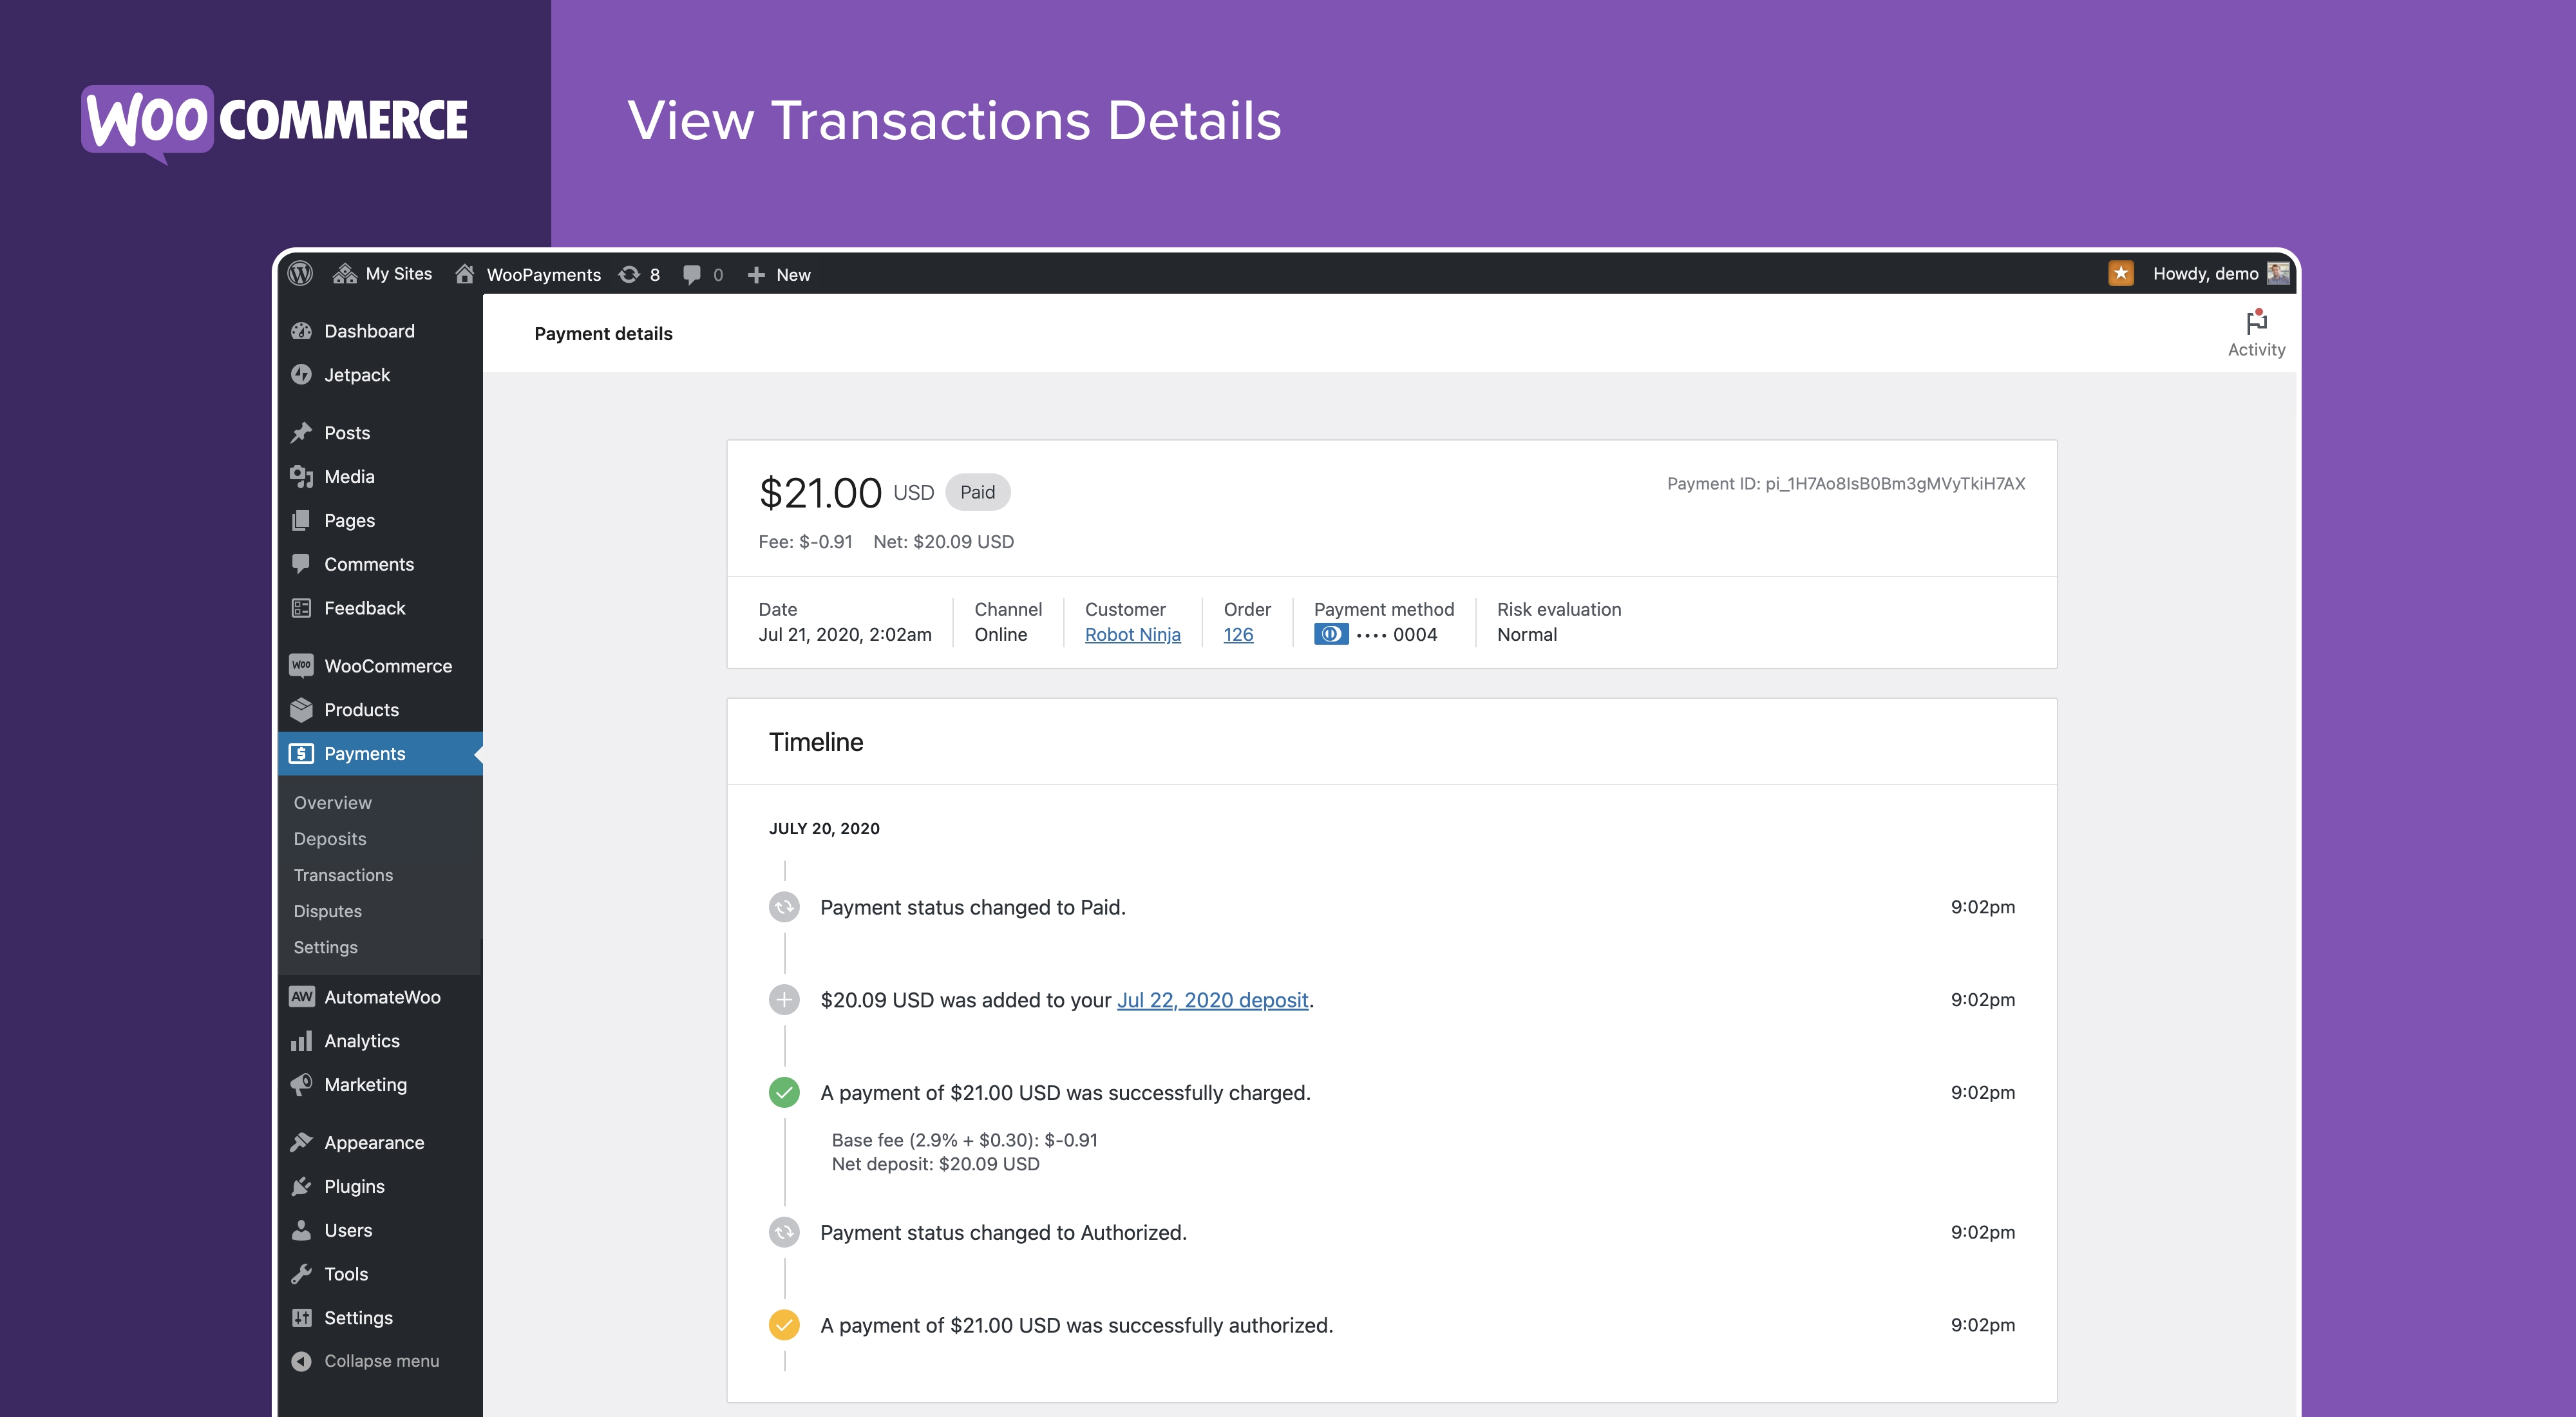 WOO COMMERCE
View Transactions Details
My Sites WooPayments 8 0 New
Howdy, demo
Dashboard
Jetpack
Posts
Media
Pages
Comments
Feedback
WooCommerce
Products
Payments
Overview
Deposits
Transactions
Disputes
Settings
AW AutomateWoo
Analytics
Marketing
Appearance
Plugins
Users
Tools
Settings
Collapse menu
Payment details
Activity
$21.00 USD Paid
Payment ID: pi_1H7Ao8IsB0Bm3gMVyTkiH7AX
Fee: $-0.91 Net: $20.09 USD
Date Channel Customer Order Payment method Risk evaluation
Jul 21, 2020, 2:02am Online Robot Ninja 126 •••• 0004 Normal
Timeline
JULY 20, 2020
Payment status changed to Paid. 9:02pm
$20.09 USD was added to your Jul 22, 2020 deposit. 9:02pm
A payment of $21.00 USD was successfully charged. 9:02pm
Base fee (2.9% + $0.30): $-0.91
Net deposit: $20.09 USD
Payment status changed to Authorized. 9:02pm
A payment of $21.00 USD was successfully authorized. 9:02pm